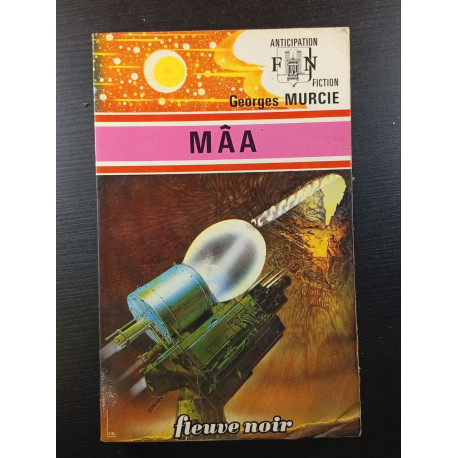 ANTICIPATION
FN
FICTION
Georges MURCIE
MÂA
fleuve noir